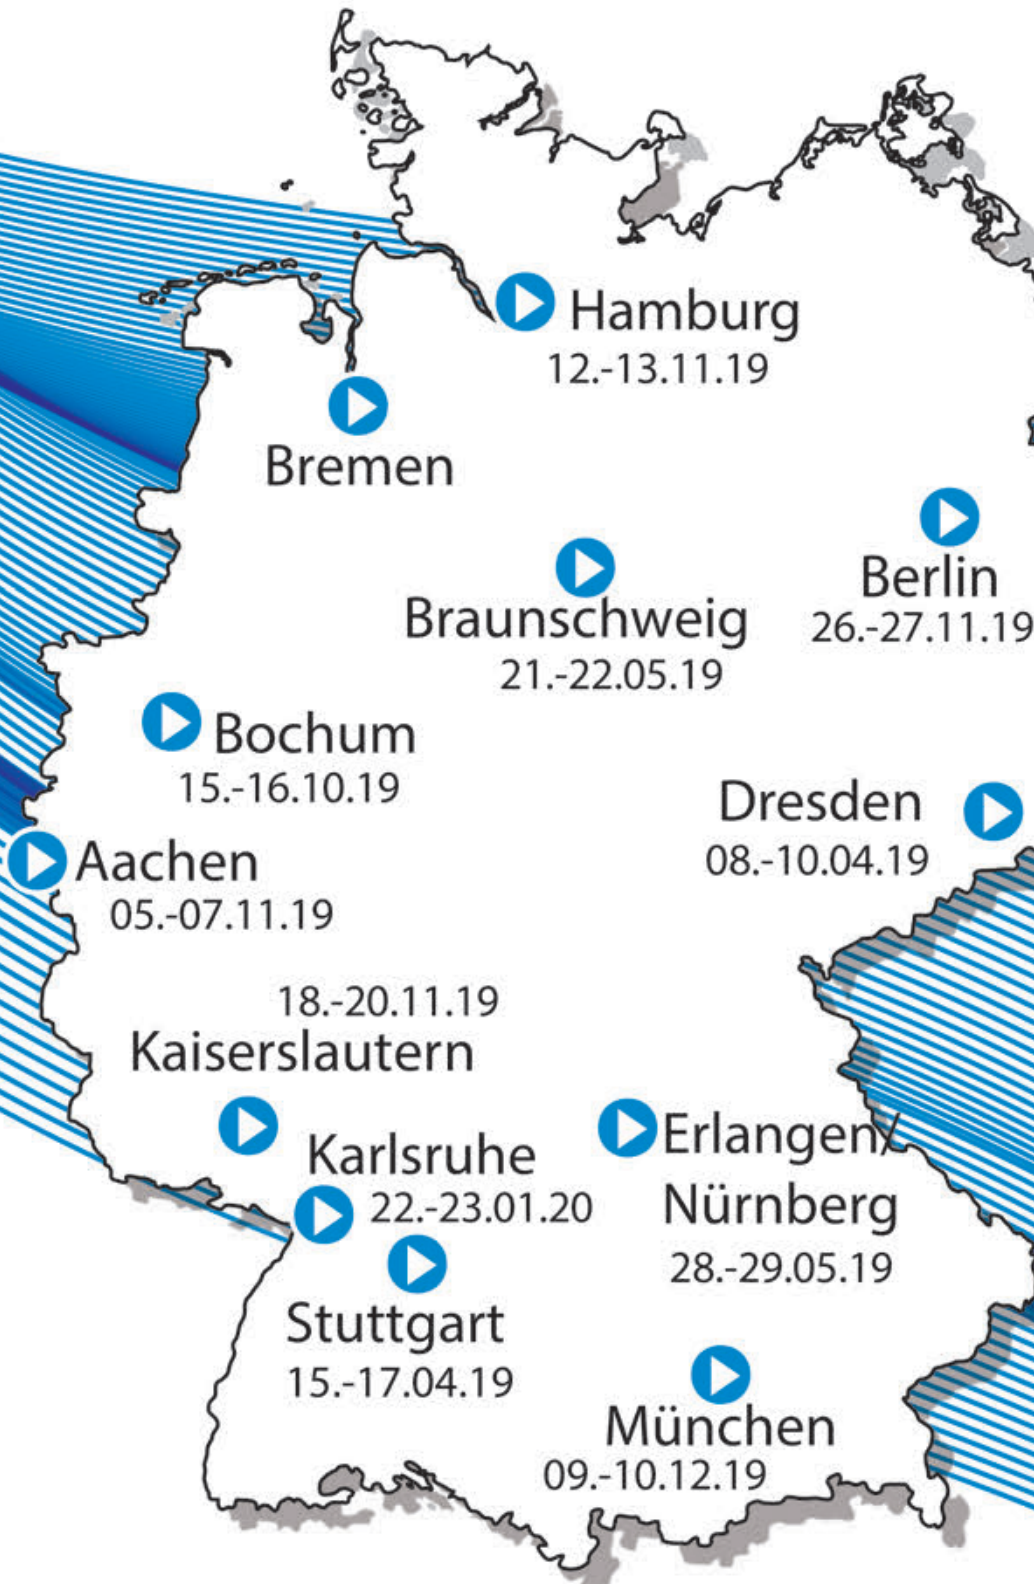 Hamburg
12.-13.11.19
Bremen
Berlin
26.-27.11.19
Braunschweig
21.-22.05.19
Bochum
15.-16.10.19
Dresden
08.-10.04.19
Aachen
05.-07.11.19
18.-20.11.19
Kaiserslautern
Karlsruhe
22.-23.01.20
Erlangen/
Nürnberg
28.-29.05.19
Stuttgart
15.-17.04.19
München
09.-10.12.19